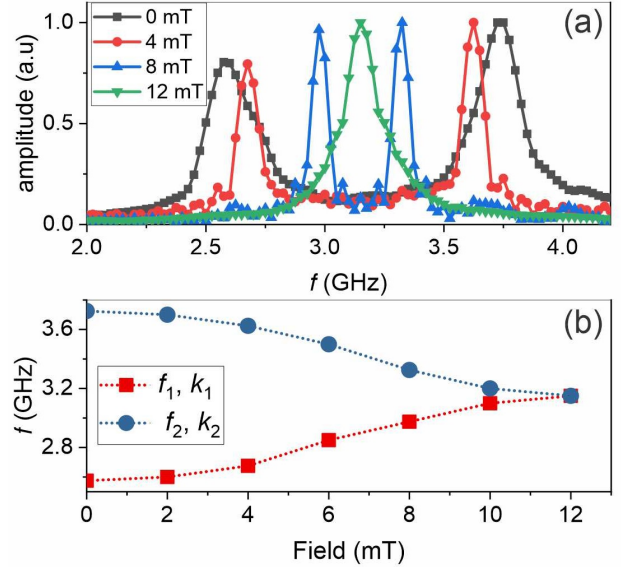 (a)
0 mT
4 mT
8 mT
12 mT
amplitude (a.u)
1.0
0.5
0.0
2.0 2.5 3.0 3.5 4.0
f (GHz)
(b)
f (GHz)
3.6
3.2
2.8
f₁, k₁
f₂, k₂
0 2 4 6 8 10 12
Field (mT)